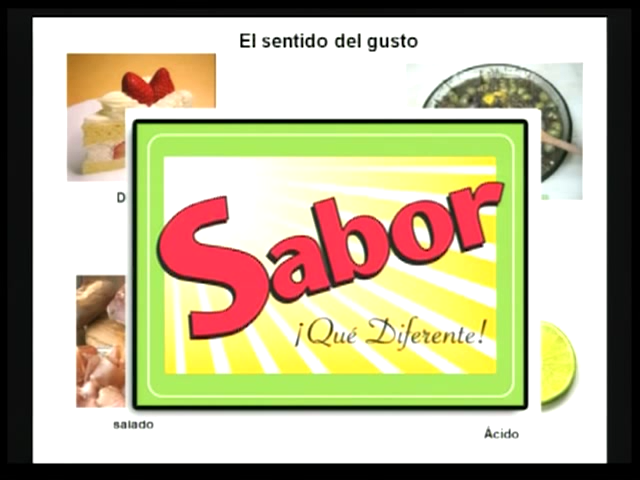 El sentido del gusto
D
Sabor
¡Qué Diferente!
salado
Ácido